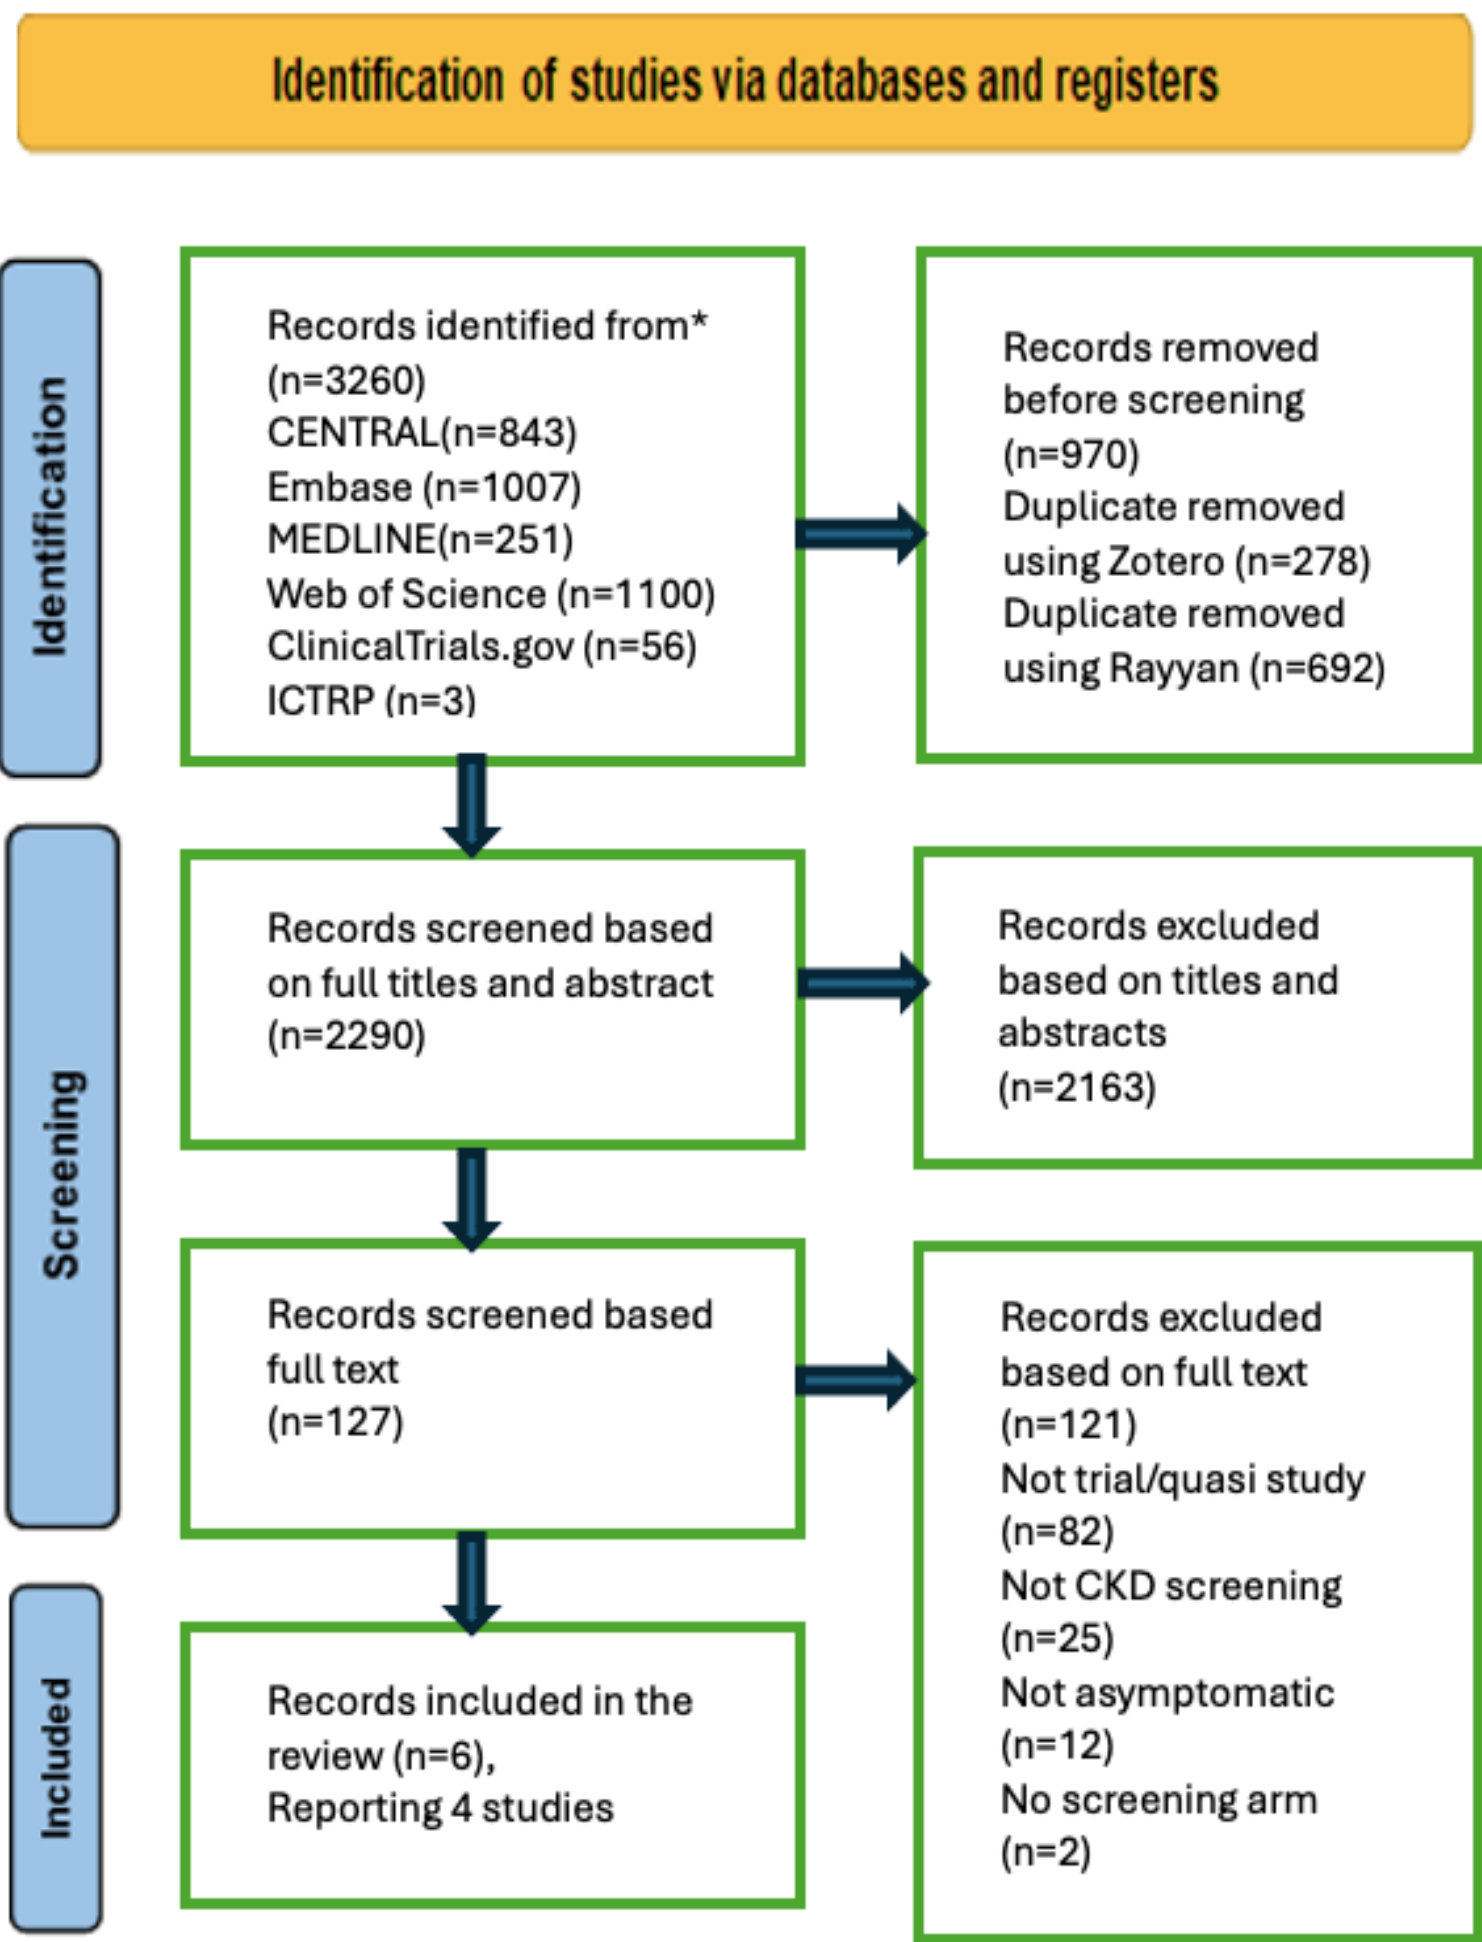 Identification of studies via databases and registers
Identification
Records identified from*
(n=3260)
CENTRAL(n=843)
Embase (n=1007)
MEDLINE(n=251)
Web of Science (n=1100)
ClinicalTrials.gov (n=56)
ICTRP (n=3)
Records removed
before screening
(n=970)
Duplicate removed
using Zotero (n=278)
Duplicate removed
using Rayyan (n=692)
Screening
Records screened based
on full titles and abstract
(n=2290)
Records excluded
based on titles and
abstracts
(n=2163)
Records screened based
full text
(n=127)
Records excluded
based on full text
(n=121)
Not trial/quasi study
(n=82)
Not CKD screening
(n=25)
Not asymptomatic
(n=12)
No screening arm
(n=2)
Included
Records included in the
review (n=6),
Reporting 4 studies